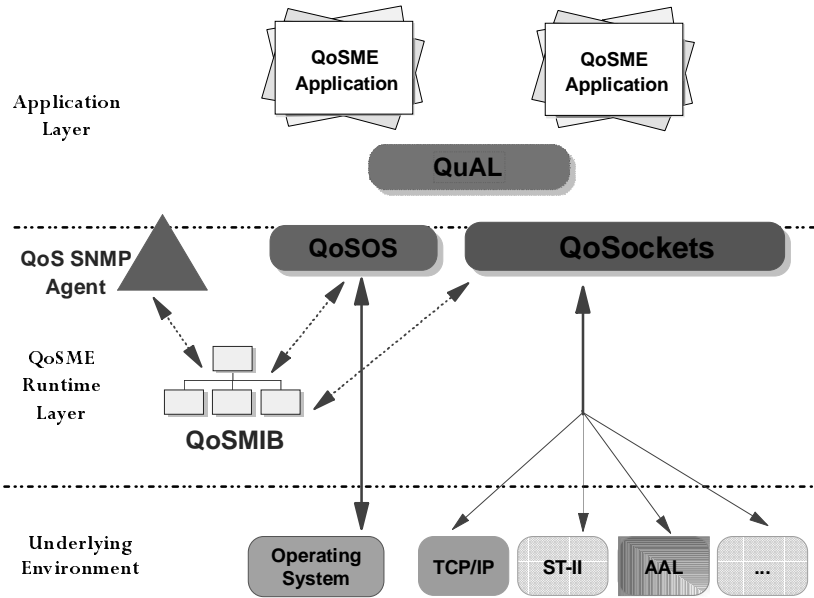 QoSME
Application
QoSME
Application
Application
Layer
QuAL
QoS SNMP
Agent
QoSOS
QoSockets
QoSME
Runtime
Layer
QoSMIB
Underlying
Environment
Operating
System
TCP/IP
ST-II
AAL
...